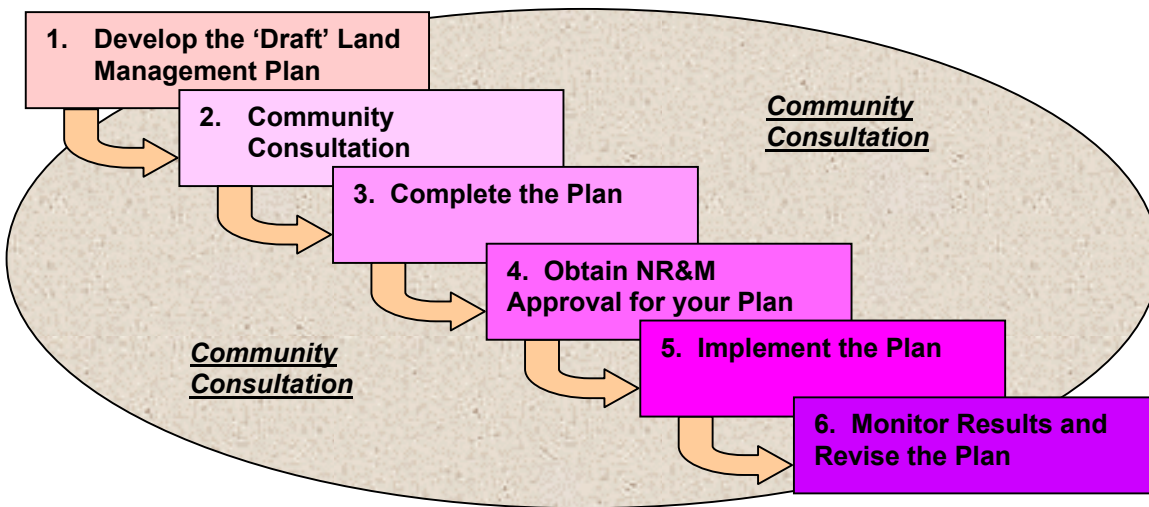 1. Develop the ‘Draft’ Land
Management Plan
2. Community
Consultation
Community
Consultation
3. Complete the Plan
4. Obtain NR&M
Approval for your Plan
5. Implement the Plan
Community
Consultation
6. Monitor Results and
Revise the Plan